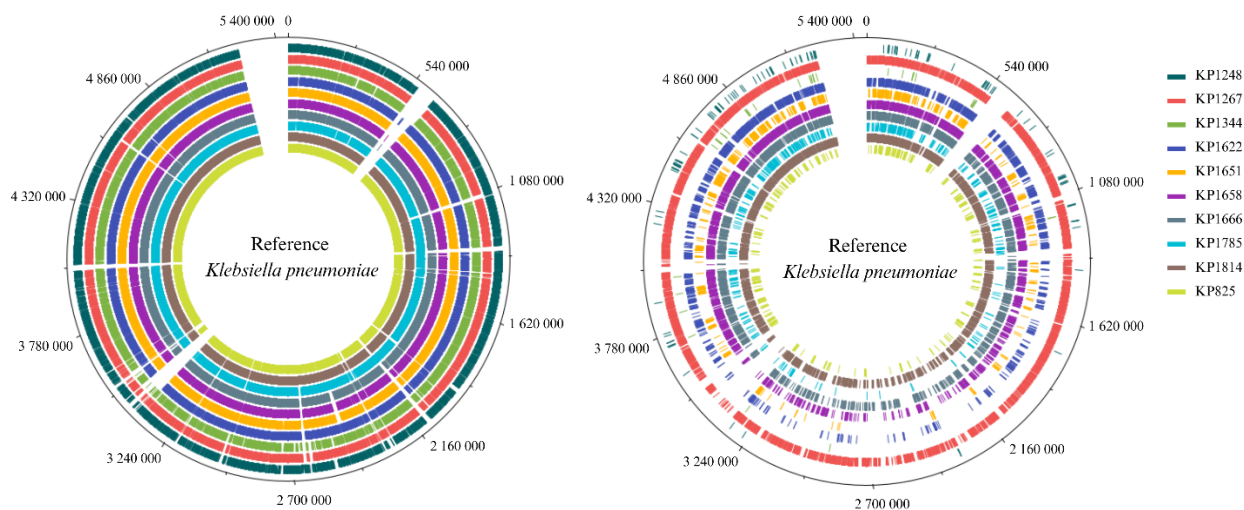 5 400 000
0
540 000
1 080 000
1 620 000
2 160 000
2 700 000
3 240 000
3 780 000
4 320 000
4 860 000
Reference
Klebsiella pneumoniae
5 400 000
0
540 000
1 080 000
1 620 000
2 160 000
2 700 000
3 240 000
3 780 000
4 320 000
4 860 000
Reference
Klebsiella pneumoniae
KP1248
KP1267
KP1344
KP1622
KP1651
KP1658
KP1666
KP1785
KP1814
KP825